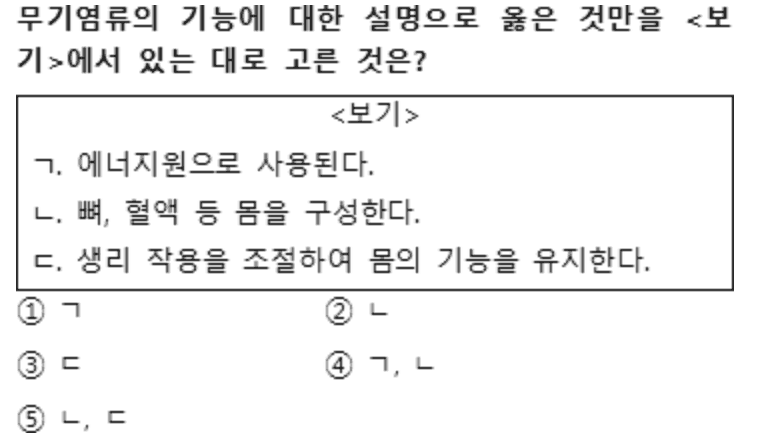 무기염류의 기능에 대한 설명으로 옳은 것만을 <보
기>에서 있는 대로 고른 것은?
<보기>
ㄱ. 에너지원으로 사용된다.
ㄴ. 뼈, 혈액 등 몸을 구성한다.
ㄷ. 생리 작용을 조절하여 몸의 기능을 유지한다.
① ㄱ ② ㄴ
③ ㄷ ④ ㄱ, ㄴ
⑤ ㄴ, ㄷ